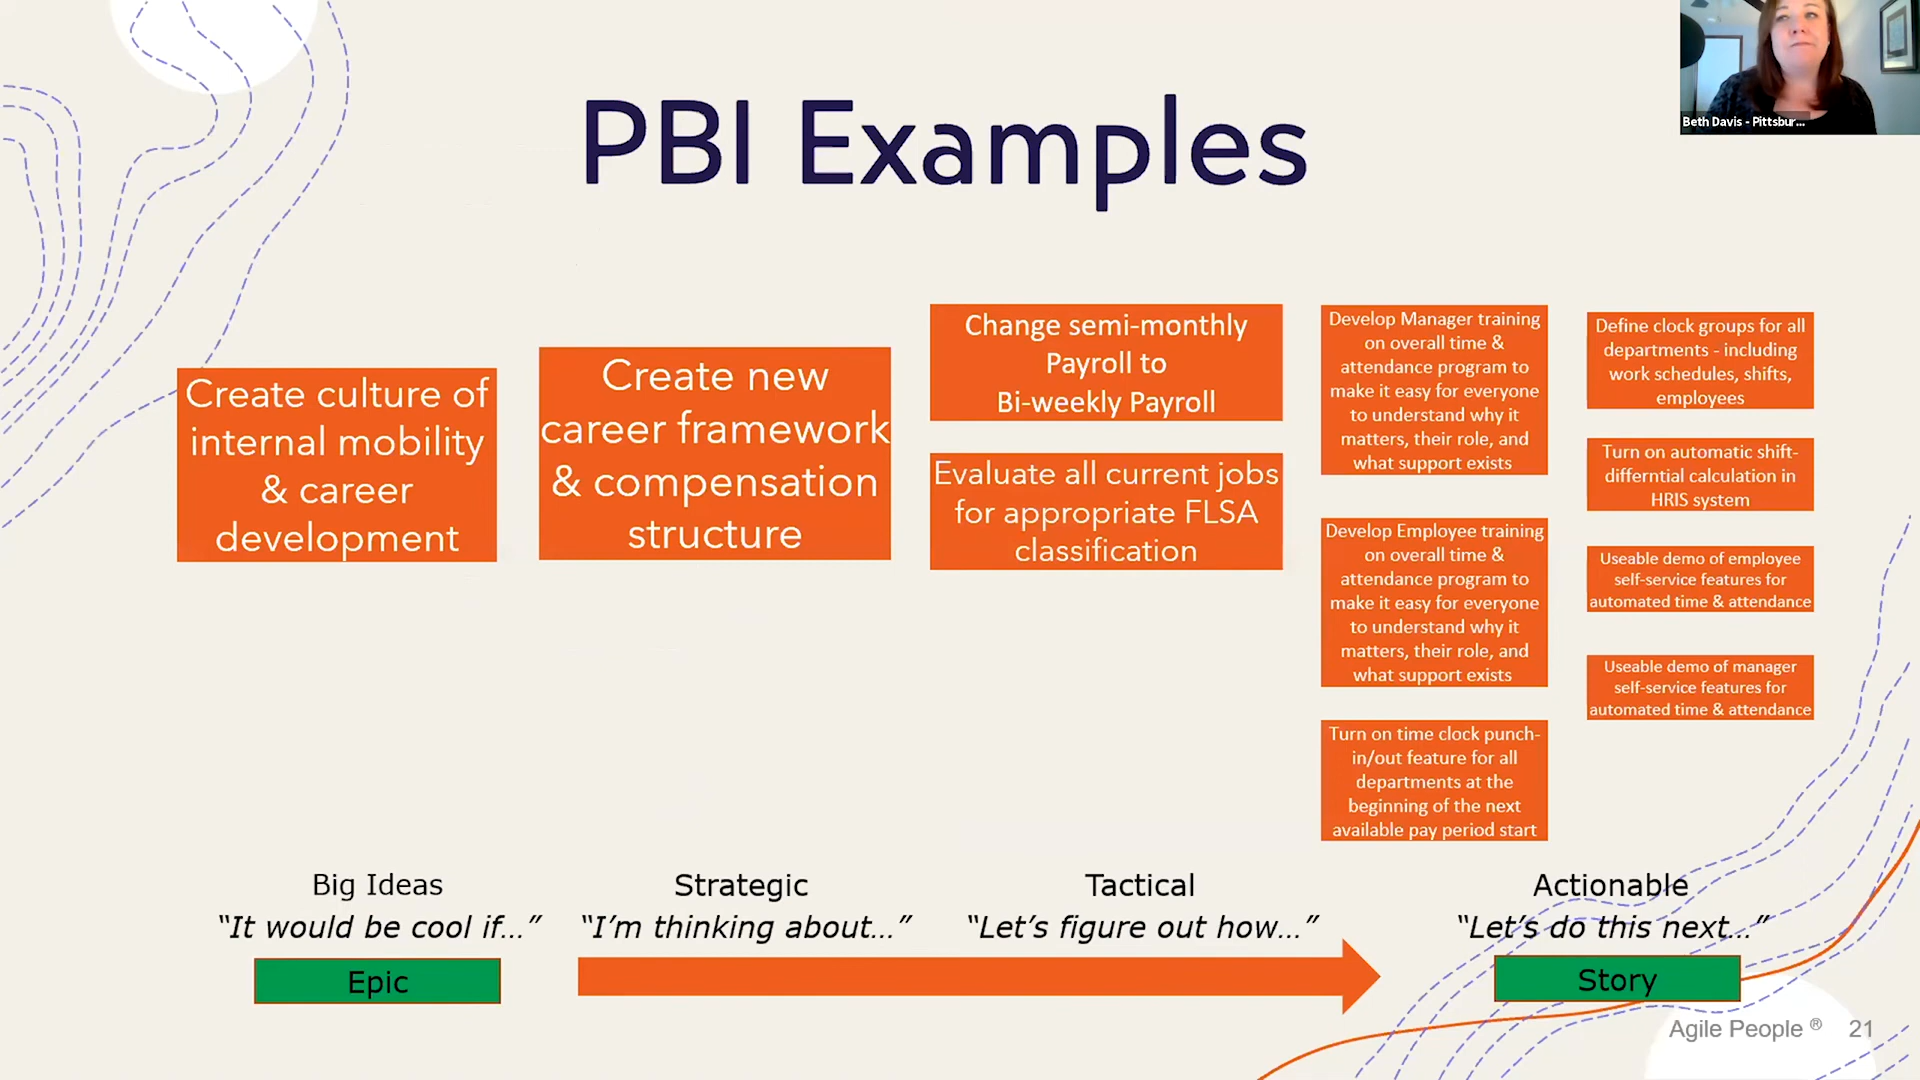 PBI Examples
Beth Davis - Pittsbur...
Create culture of
internal mobility
& career
development
Create new
career framework
& compensation
structure
Change semi-monthly
Payroll to
Bi-weekly Payroll
Evaluate all current jobs
for appropriate FLSA
classification
Develop Manager training
on overall time &
attendance program to
make it easy for everyone
to understand why it
matters, their role, and
what support exists
Develop Employee training
on overall time &
attendance program to
make it easy for everyone
to understand why it
matters, their role, and
what support exists
Turn on time clock punch-
in/out feature for all
departments at the
beginning of the next
available pay period start
Define clock groups for all
departments - including
work schedules, shifts,
employees
Turn on automatic shift-
differntial calculation in
HRIS system
Useable demo of employee
self-service features for
automated time & attendance
Useable demo of manager
self-service features for
automated time & attendance
Big Ideas
“It would be cool if...”
Epic
Strategic
“I’m thinking about...”
Tactical
“Let’s figure out how...”
Actionable
“Let’s do this next...”
Story
Agile People ® 21